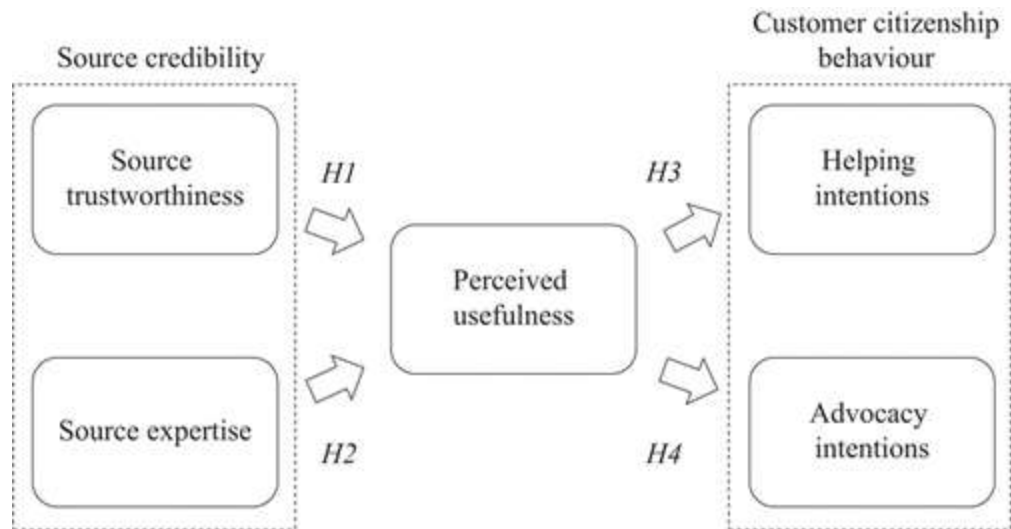 Source credibility
Source
trustworthiness
Source expertise
H1
H2
Perceived
usefulness
H3
H4
Customer citizenship
behaviour
Helping
intentions
Advocacy
intentions